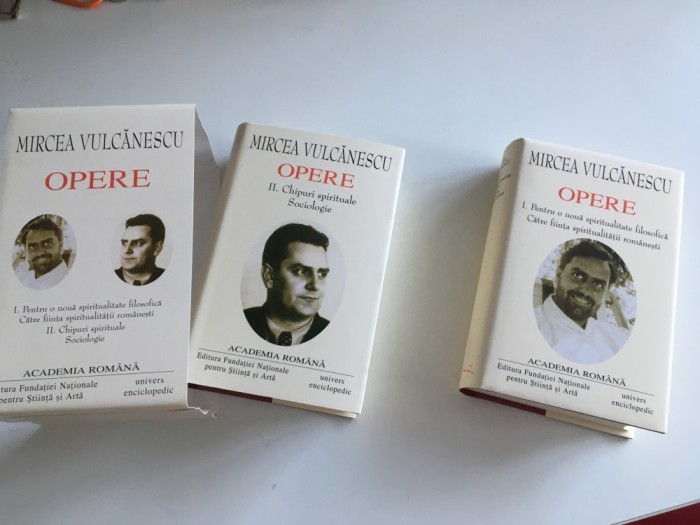 MIRCEA VULCĂNESCU
OPERE
I. Pentru o nouă spiritualitate filosofică
Către ființa spiritualității românești
II. Chipuri spirituale
Sociologie
ACADEMIA ROMÂNĂ
Editura Fundației Naționale
pentru Știință și Artă
univers
enciclopedic
MIRCEA VULCĂNESCU
OPERE
II. Chipuri spirituale
Sociologie
ACADEMIA ROMÂNĂ
Editura Fundației Naționale
pentru Știință și Artă
univers
enciclopedic
MIRCEA VULCĂNESCU
OPERE
I. Pentru o nouă spiritualitate filosofică
Către ființa spiritualității românești
ACADEMIA ROMÂNĂ
Editura Fundației Naționale
pentru Știință și Artă
univers
enciclopedic